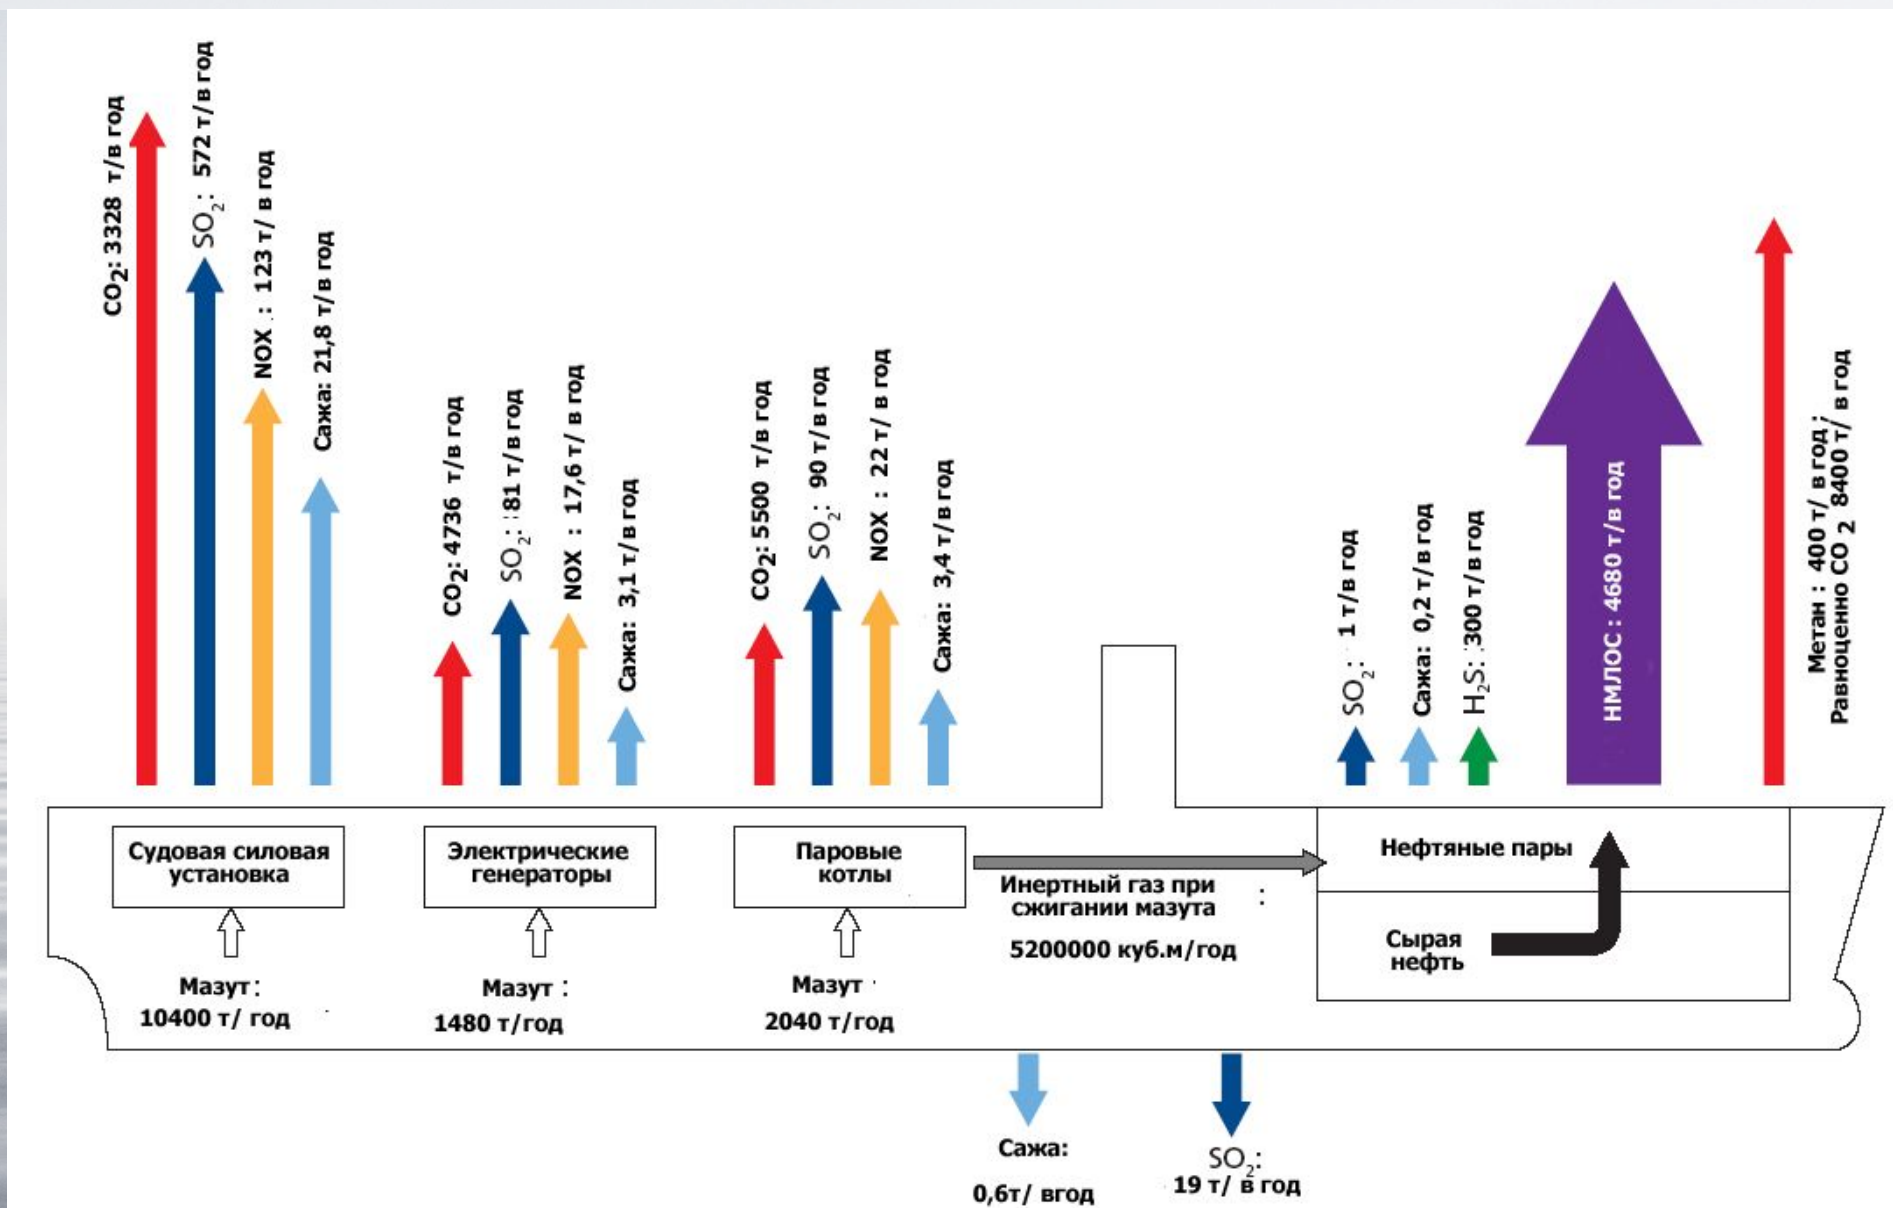 CO2: 3328 т/в год
SO2: 572 т/в год
NOX : 123 т/ в год
Сажа: 21,8 т/в год
CO2: 4736 т/в год
SO2: 81 т/в год
NOX : 17,6 т/ в год
Сажа: 3,1 т/в год
CO2: 5500 т/в год
SO2: 90 т/в год
NOX : 22 т/ в год
Сажа: 3,4 т/в год
SO2: 1 т/в год
Сажа: 0,2 т/в год
H2S: 300 т/в год
НМЛОС : 4680 т/в год
Метан : 400 т/ в год ;
Равноценно CO 2 8400 т/ в год
Судовая силовая
установка
Электрические
генераторы
Паровые
котлы
Инертный газ при :
сжигании мазута
5200000 куб.м/год
Нефтяные пары
Сырая
нефть
Мазут :
10400 т/ год
Мазут :
1480 т/год
Мазут
2040 т/год
Сажа:
0,6т/ вгод
SO2:
19 т/ в год